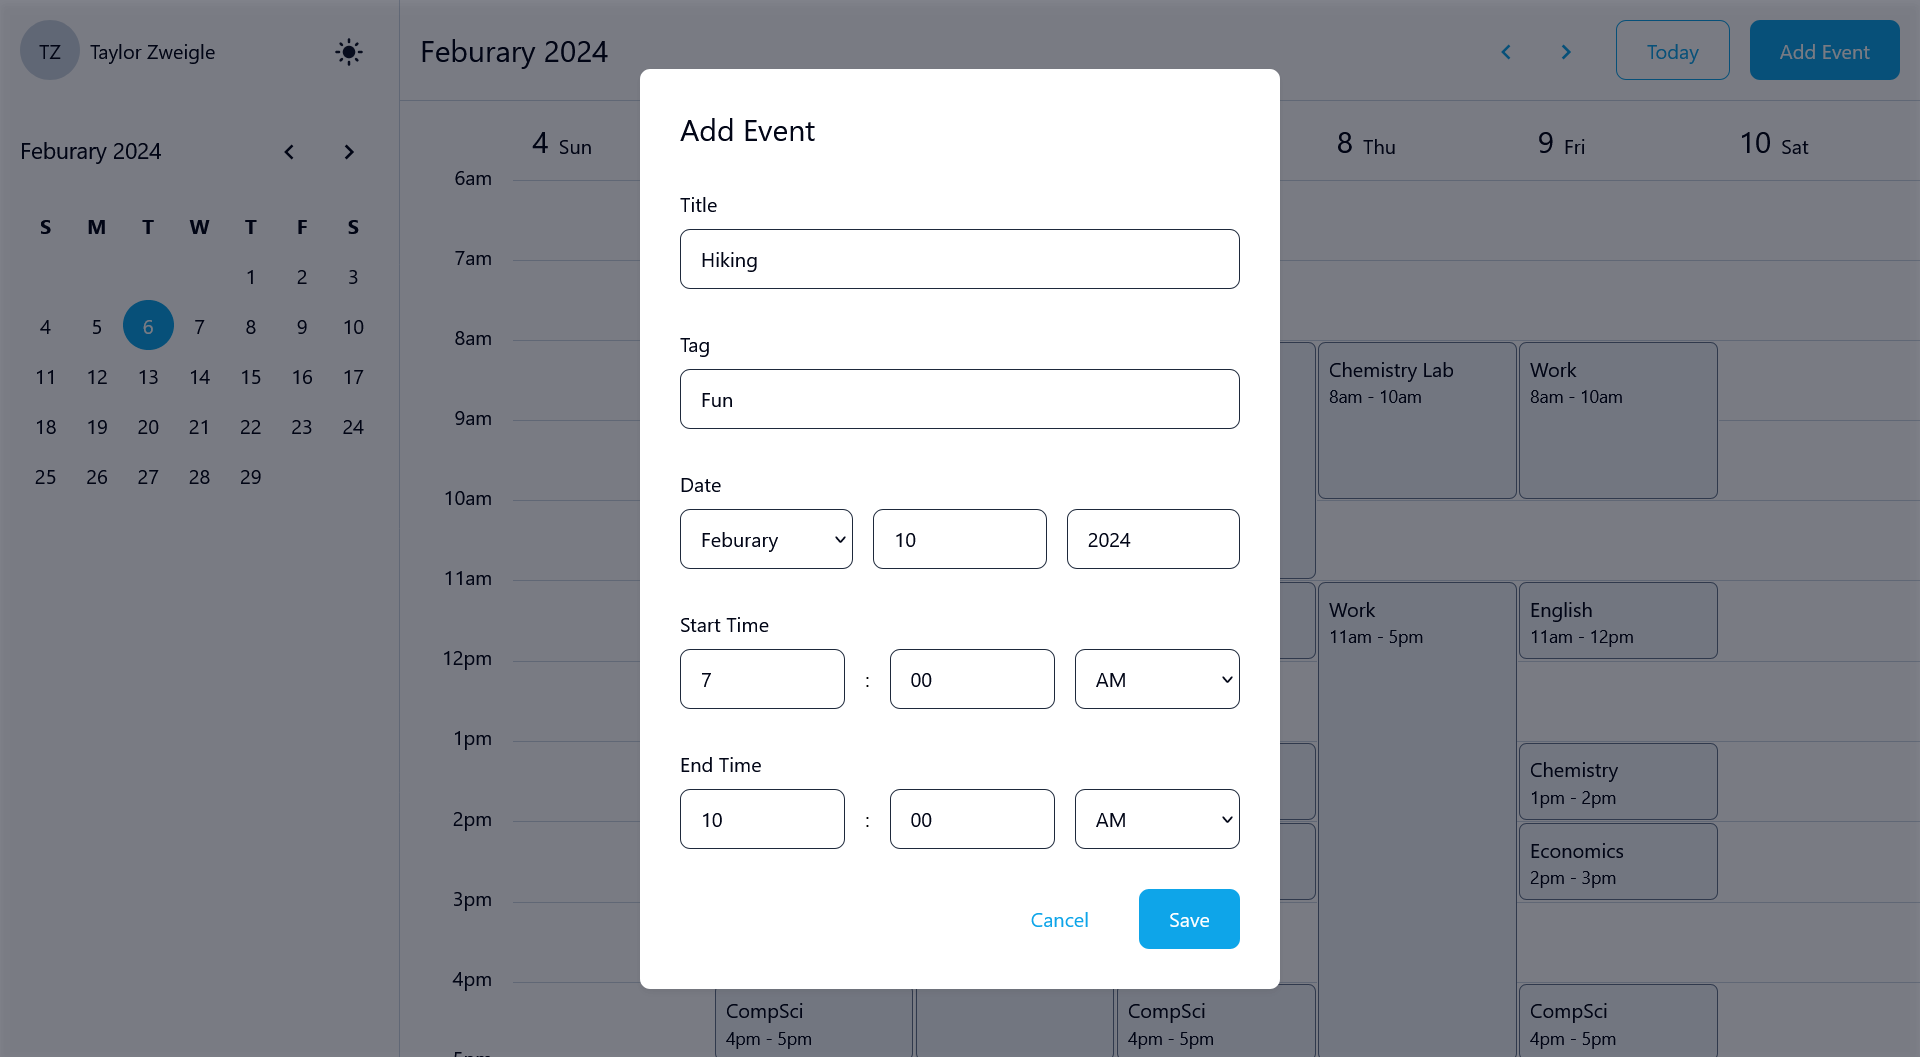 TZ
Taylor Zweigle
Feburary 2024
S M T W T F S
1 2 3
4 5 6 7 8 9 10
11 12 13 14 15 16 17
18 19 20 21 22 23 24
25 26 27 28 29
Feburary 2024
Today
Add Event
4 Sun
8 Thu
9 Fri
10 Sat
6am
7am
8am
9am
10am
11am
12pm
1pm
2pm
3pm
4pm
5pm
Add Event
Title
Hiking
Tag
Fun
Date
Feburary 10 2024
Start Time
7 : 00 AM
End Time
10 : 00 AM
Cancel
Save
CompSci
4pm - 5pm
CompSci
4pm - 5pm
Chemistry Lab
8am - 10am
Work
11am - 5pm
Work
8am - 10am
English
11am - 12pm
Chemistry
1pm - 2pm
Economics
2pm - 3pm
CompSci
4pm - 5pm